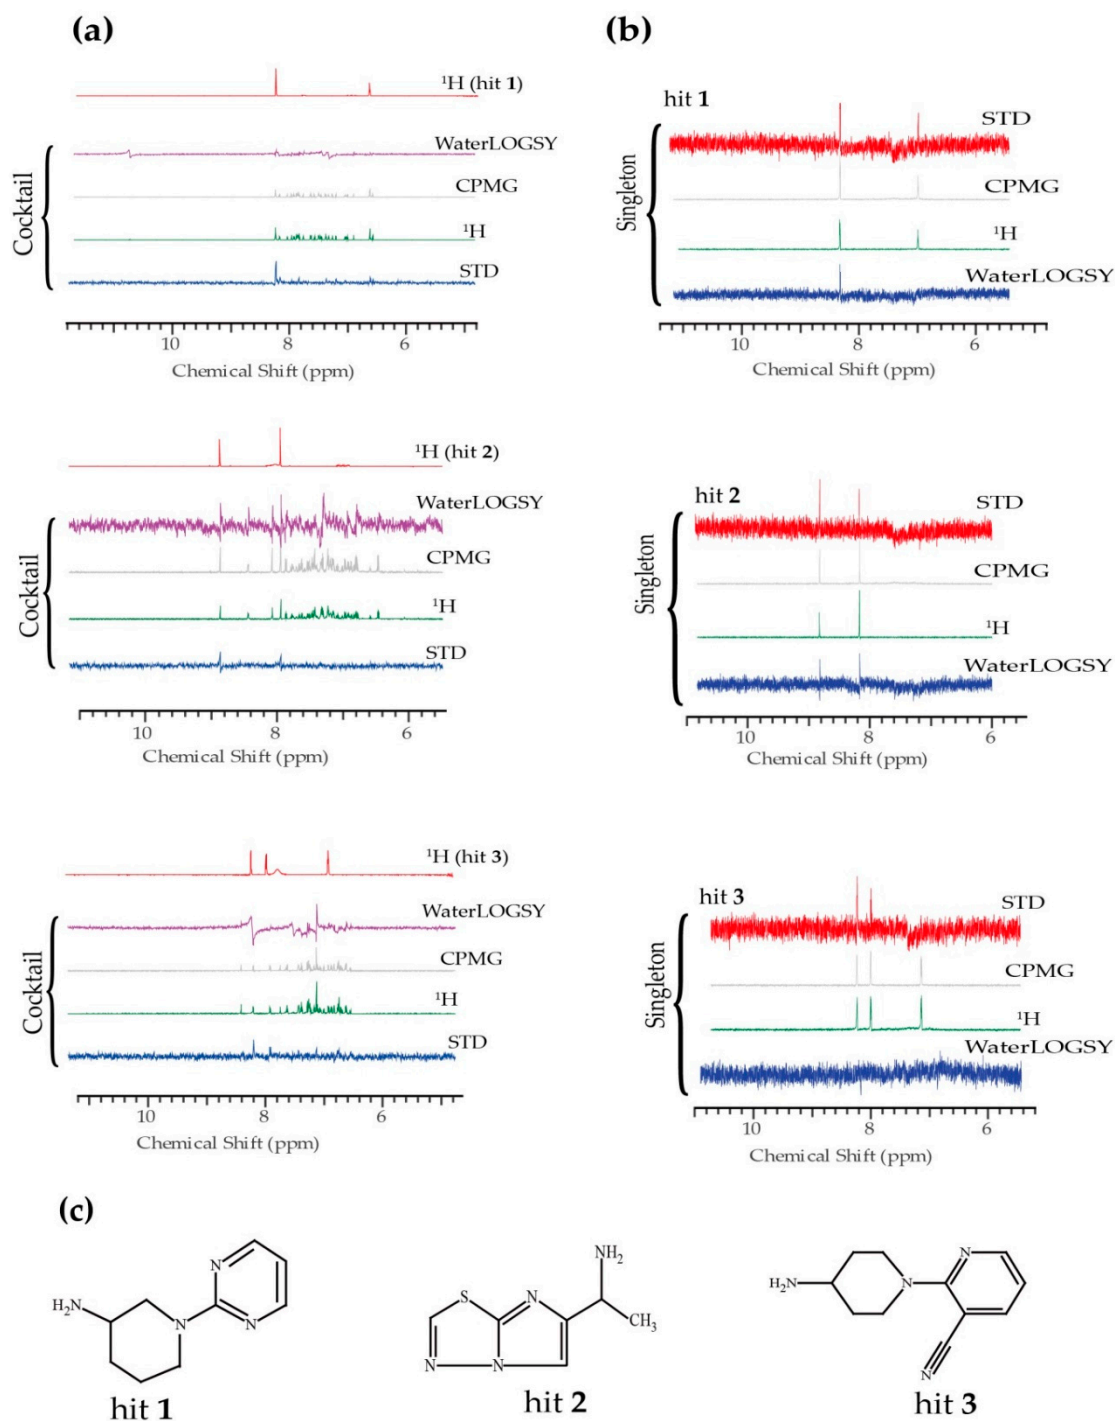 (a)
¹H (hit 1)
WaterLOGSY
CPMG
¹H
STD
Cocktail
10 8 6
Chemical Shift (ppm)
¹H (hit 2)
WaterLOGSY
CPMG
¹H
STD
Cocktail
10 8 6
Chemical Shift (ppm)
¹H (hit 3)
WaterLOGSY
CPMG
¹H
STD
Cocktail
10 8 6
Chemical Shift (ppm)
(b)
hit 1
STD
CPMG
¹H
WaterLOGSY
Singleton
10 8 6
Chemical Shift (ppm)
hit 2
STD
CPMG
¹H
WaterLOGSY
Singleton
10 8 6
Chemical Shift (ppm)
hit 3
STD
CPMG
¹H
WaterLOGSY
Singleton
10 8 6
Chemical Shift (ppm)
(c)
H₂N N N N
hit 1
NH₂
S N
CH₃
N N
hit 2
H₂N N N
N
hit 3